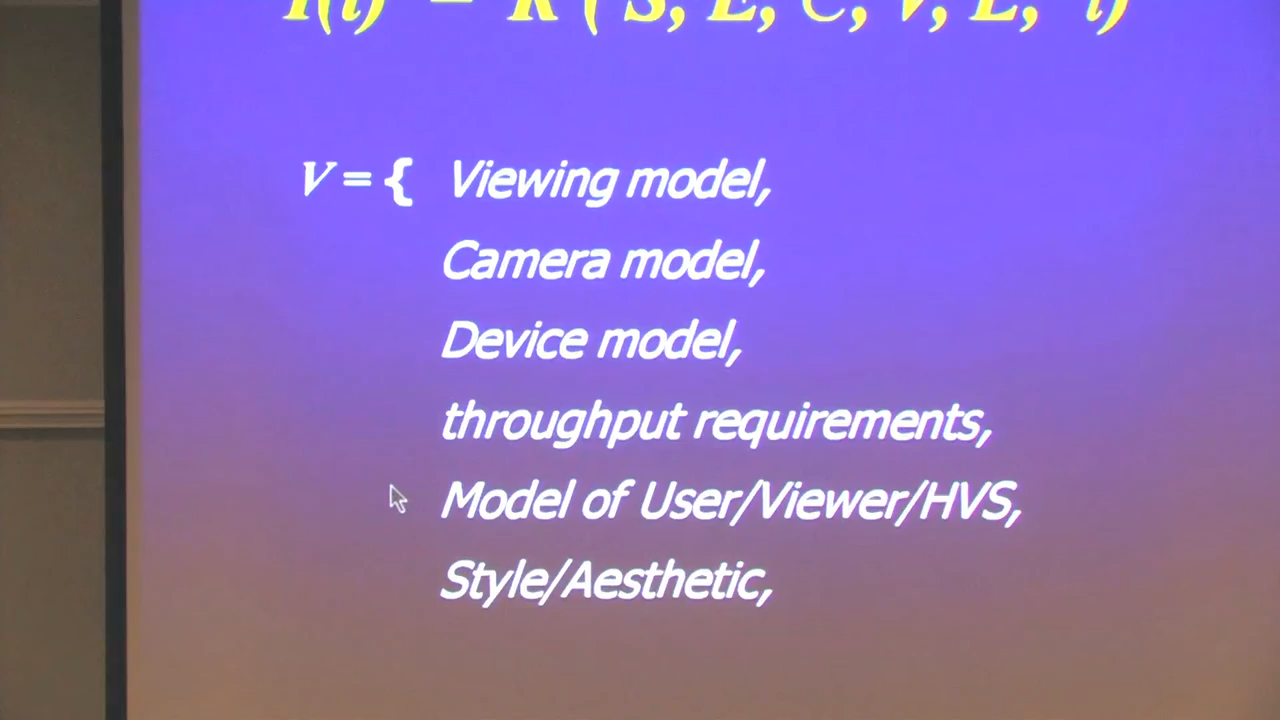 I(t) = R ( S, E, C, V, L, t)
V = { Viewing model,
Camera model,
Device model,
throughput requirements,
Model of User/Viewer/HVS,
Style/Aesthetic,